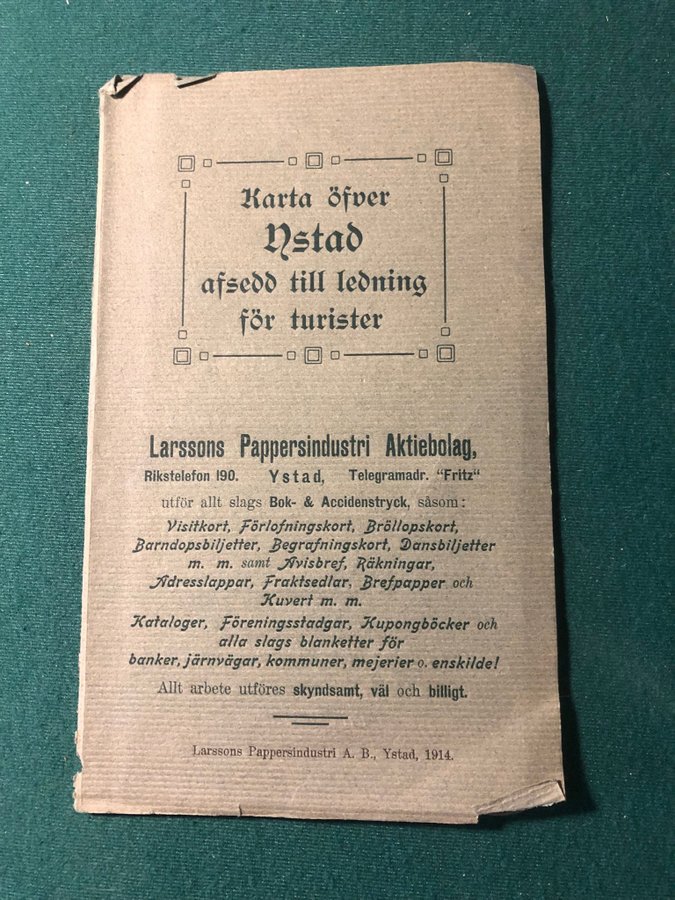 Karta öfver
Ystad
afsedd till ledning
för turister
Larssons Pappersindustri Aktiebolag,
Rikstelefon 190. Ystad, Telegramadr. "Fritz"
utför allt slags Bok- & Accidenstryck, såsom:
Visitkort, Förlofningskort, Bröllopskort,
Barndopsbiljetter, Begrafningskort, Dansbiljetter
m. m. samt Avisbref, Räkningar,
Adresslappar, Fraktsedlar, Brefpapper och
Kuvert m. m.
Kataloger, Föreningsstadgar, Kupongböcker och
alla slags blanketter för
banker, järnvägar, kommuner, mejerier o. enskilde!
Allt arbete utföres skyndsamt, väl och billigt.
Larssons Pappersindustri A. B., Ystad, 1914.